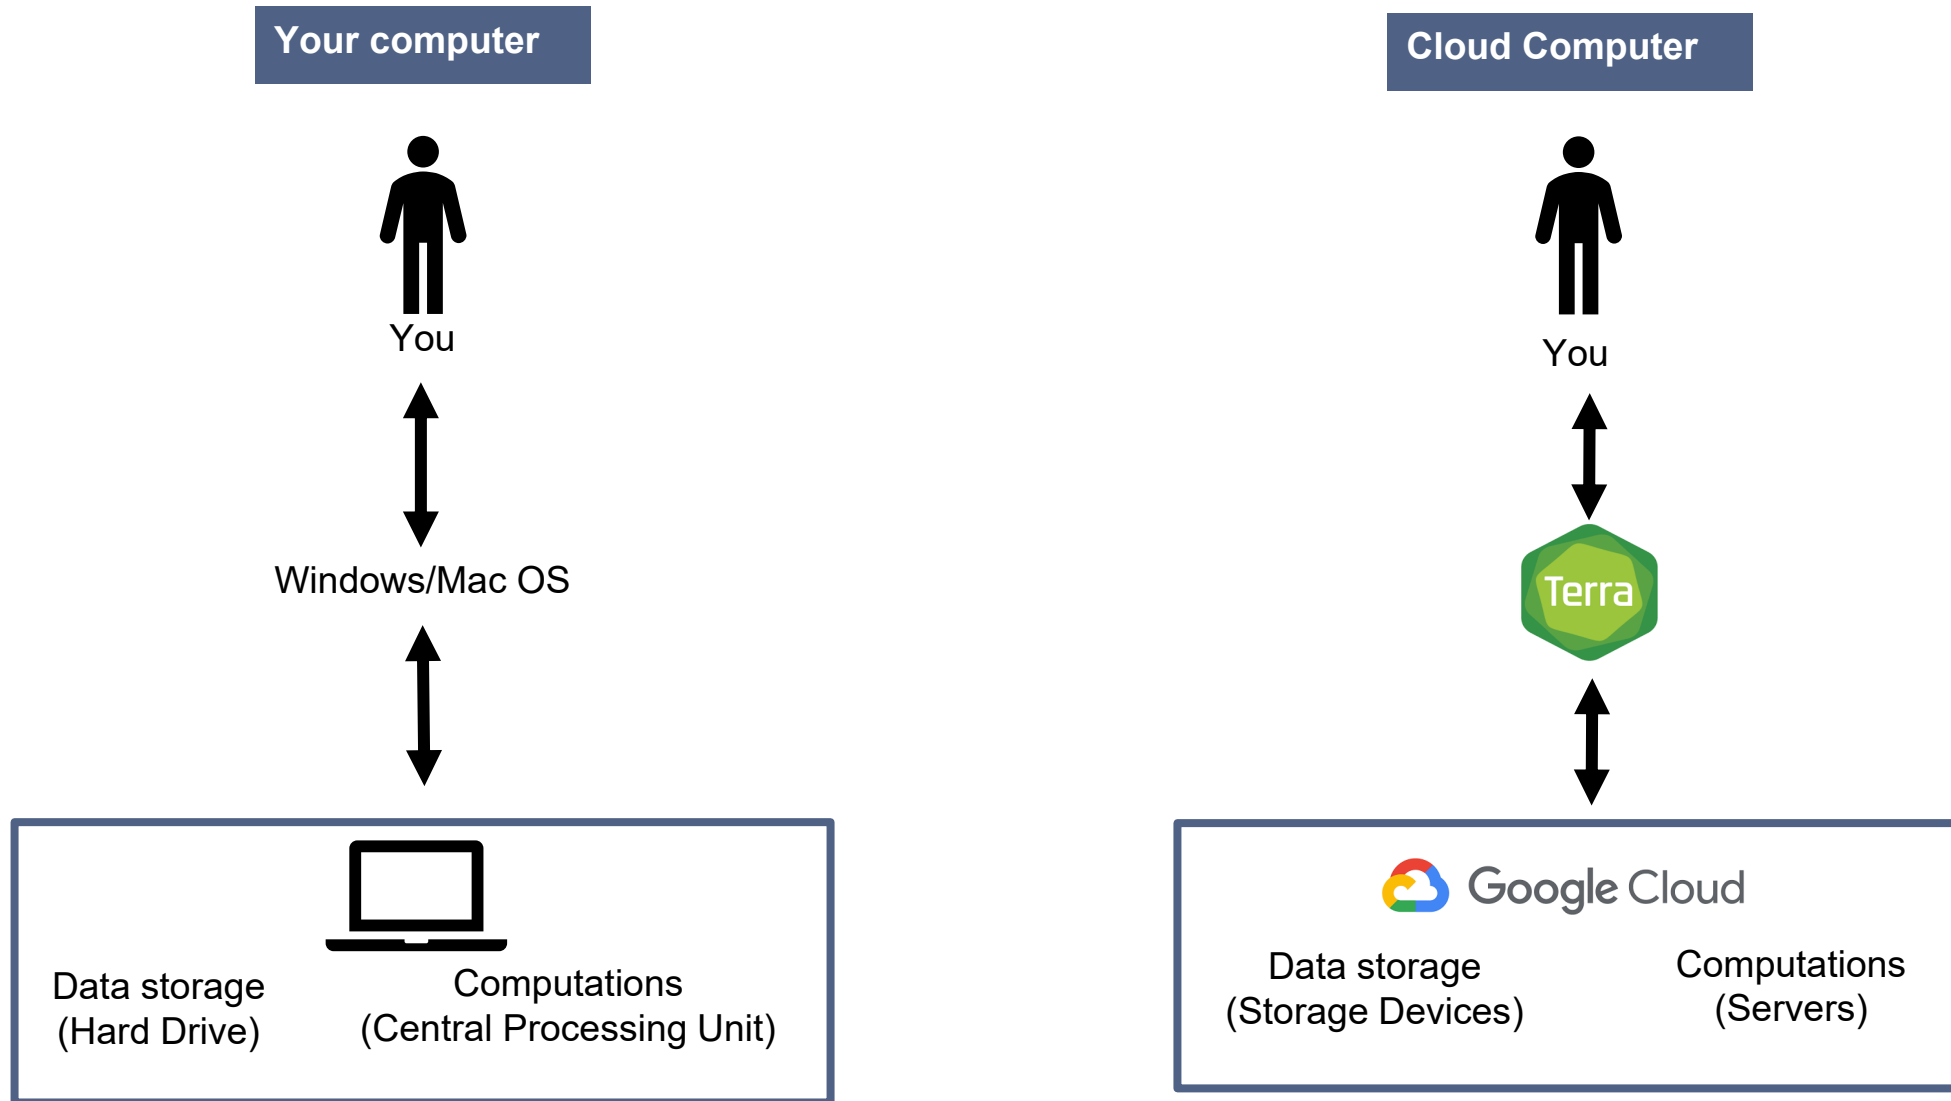 Your computer
You
Windows/Mac OS
Data storage
(Hard Drive)
Computations
(Central Processing Unit)
Cloud Computer
You
Terra
Google Cloud
Data storage
(Storage Devices)
Computations
(Servers)